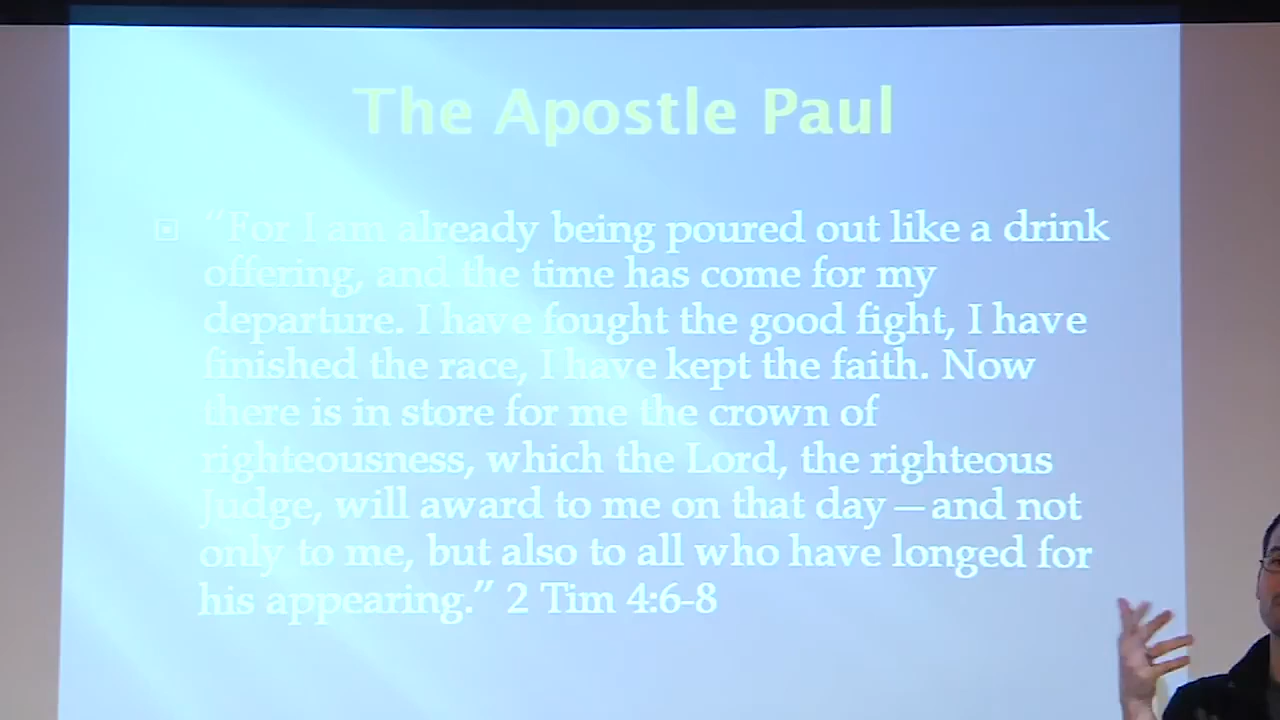 The Apostle Paul
“For I am already being poured out like a drink
offering, and the time has come for my
departure. I have fought the good fight, I have
finished the race, I have kept the faith. Now
there is in store for me the crown of
righteousness, which the Lord, the righteous
Judge, will award to me on that day—and not
only to me, but also to all who have longed for
his appearing.” 2 Tim 4:6-8